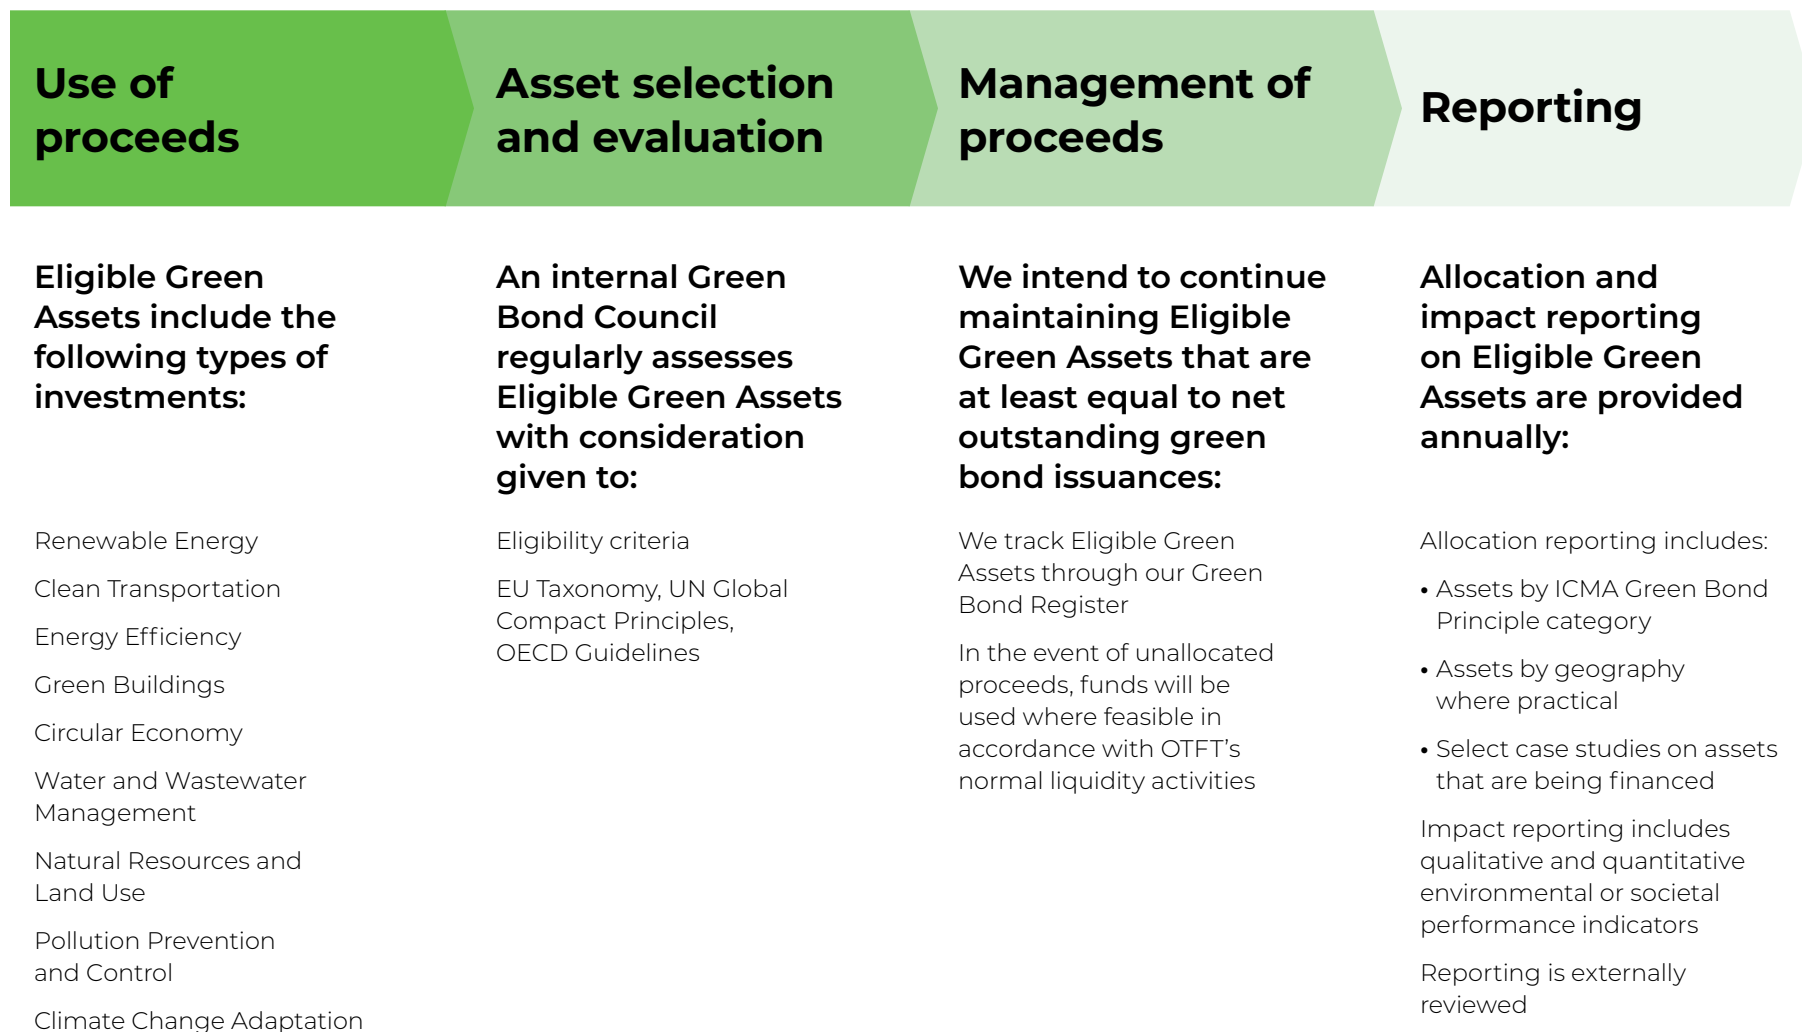 Use of
proceeds
Asset selection
and evaluation
Management of
proceeds
Reporting
Eligible Green
Assets include the
following types of
investments:
Renewable Energy
Clean Transportation
Energy Efficiency
Green Buildings
Circular Economy
Water and Wastewater
Management
Natural Resources and
Land Use
Pollution Prevention
and Control
Climate Change Adaptation
An internal Green
Bond Council
regularly assesses
Eligible Green Assets
with consideration
given to:
Eligibility criteria
EU Taxonomy, UN Global
Compact Principles,
OECD Guidelines
We intend to continue
maintaining Eligible
Green Assets that are
at least equal to net
outstanding green
bond issuances:
We track Eligible Green
Assets through our Green
Bond Register
In the event of unallocated
proceeds, funds will be
used where feasible in
accordance with OTFT’s
normal liquidity activities
Allocation and
impact reporting
on Eligible Green
Assets are provided
annually:
Allocation reporting includes:
• Assets by ICMA Green Bond
Principle category
• Assets by geography
where practical
• Select case studies on assets
that are being financed
Impact reporting includes
qualitative and quantitative
environmental or societal
performance indicators
Reporting is externally
reviewed